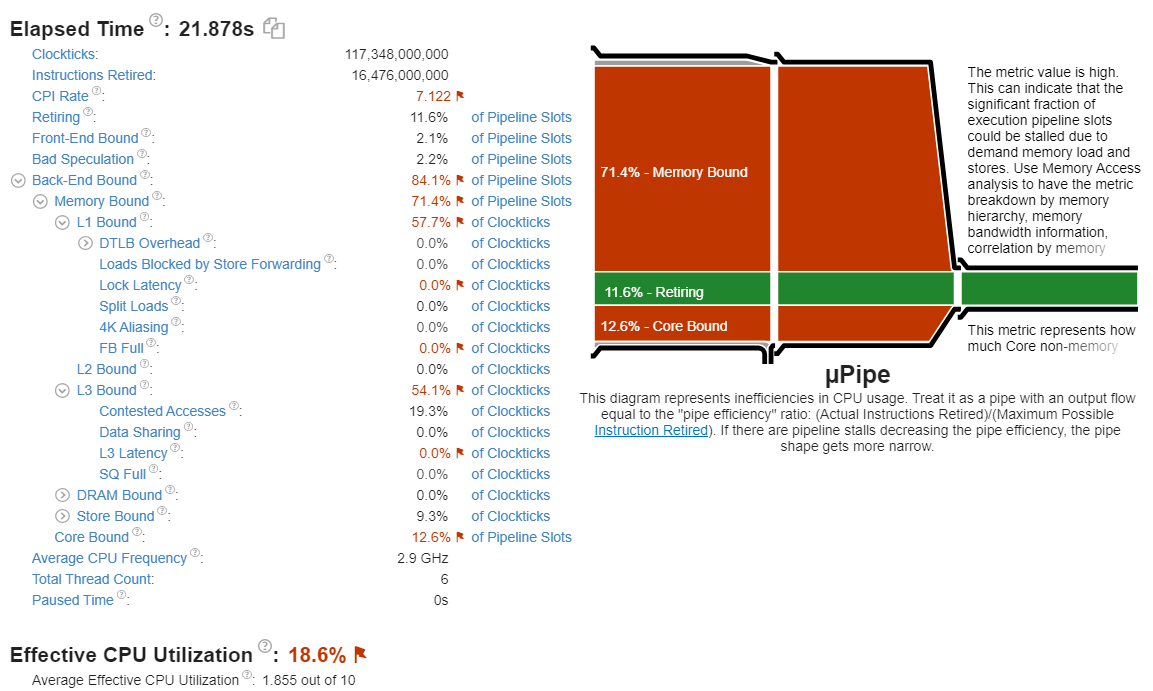 Elapsed Time ?: 21.878s
Clockticks: 117,348,000,000
Instructions Retired: 16,476,000,000
CPI Rate ?: 7.122
Retiring ?: 11.6% of Pipeline Slots
Front-End Bound ?: 2.1% of Pipeline Slots
Bad Speculation ?: 2.2% of Pipeline Slots
Back-End Bound ?: 84.1% of Pipeline Slots
Memory Bound ?: 71.4% of Pipeline Slots
L1 Bound ?: 57.7% of Clockticks
DTLB Overhead ?: 0.0% of Clockticks
Loads Blocked by Store Forwarding ?: 0.0% of Clockticks
Lock Latency ?: 0.0% of Clockticks
Split Loads ?: 0.0% of Clockticks
4K Aliasing ?: 0.0% of Clockticks
FB Full ?: 0.0% of Clockticks
L2 Bound ?: 0.0% of Clockticks
L3 Bound ?: 54.1% of Clockticks
Contested Accesses ?: 19.3% of Clockticks
Data Sharing ?: 0.0% of Clockticks
L3 Latency ?: 0.0% of Clockticks
SQ Full ?: 0.0% of Clockticks
DRAM Bound ?: 0.0% of Clockticks
Store Bound ?: 9.3% of Clockticks
Core Bound ?: 12.6% of Pipeline Slots
Average CPU Frequency ?: 2.9 GHz
Total Thread Count: 6
Paused Time ?: 0s
71.4% - Memory Bound
11.6% - Retiring
12.6% - Core Bound
The metric value is high.
This can indicate that the
significant fraction of
execution pipeline slots
could be stalled due to
demand memory load and
stores. Use Memory Access
analysis to have the metric
breakdown by memory
hierarchy, memory
bandwidth information,
correlation by memory
This metric represents how
much Core non-memory
µPipe
This diagram represents inefficiencies in CPU usage. Treat it as a pipe with an output flow
equal to the "pipe efficiency" ratio: (Actual Instructions Retired)/(Maximum Possible
Instruction Retired). If there are pipeline stalls decreasing the pipe efficiency, the pipe
shape gets more narrow.
Effective CPU Utilization ?: 18.6%
Average Effective CPU Utilization ?: 1.855 out of 10